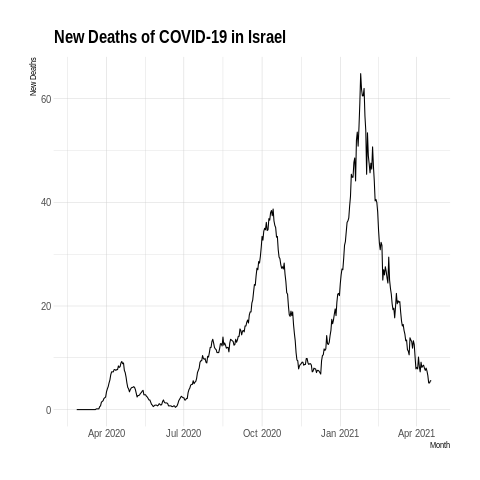 New Deaths of COVID-19 in Israel
New Deaths
60
40
20
0
Apr 2020 Jul 2020 Oct 2020 Jan 2021 Apr 2021
Month